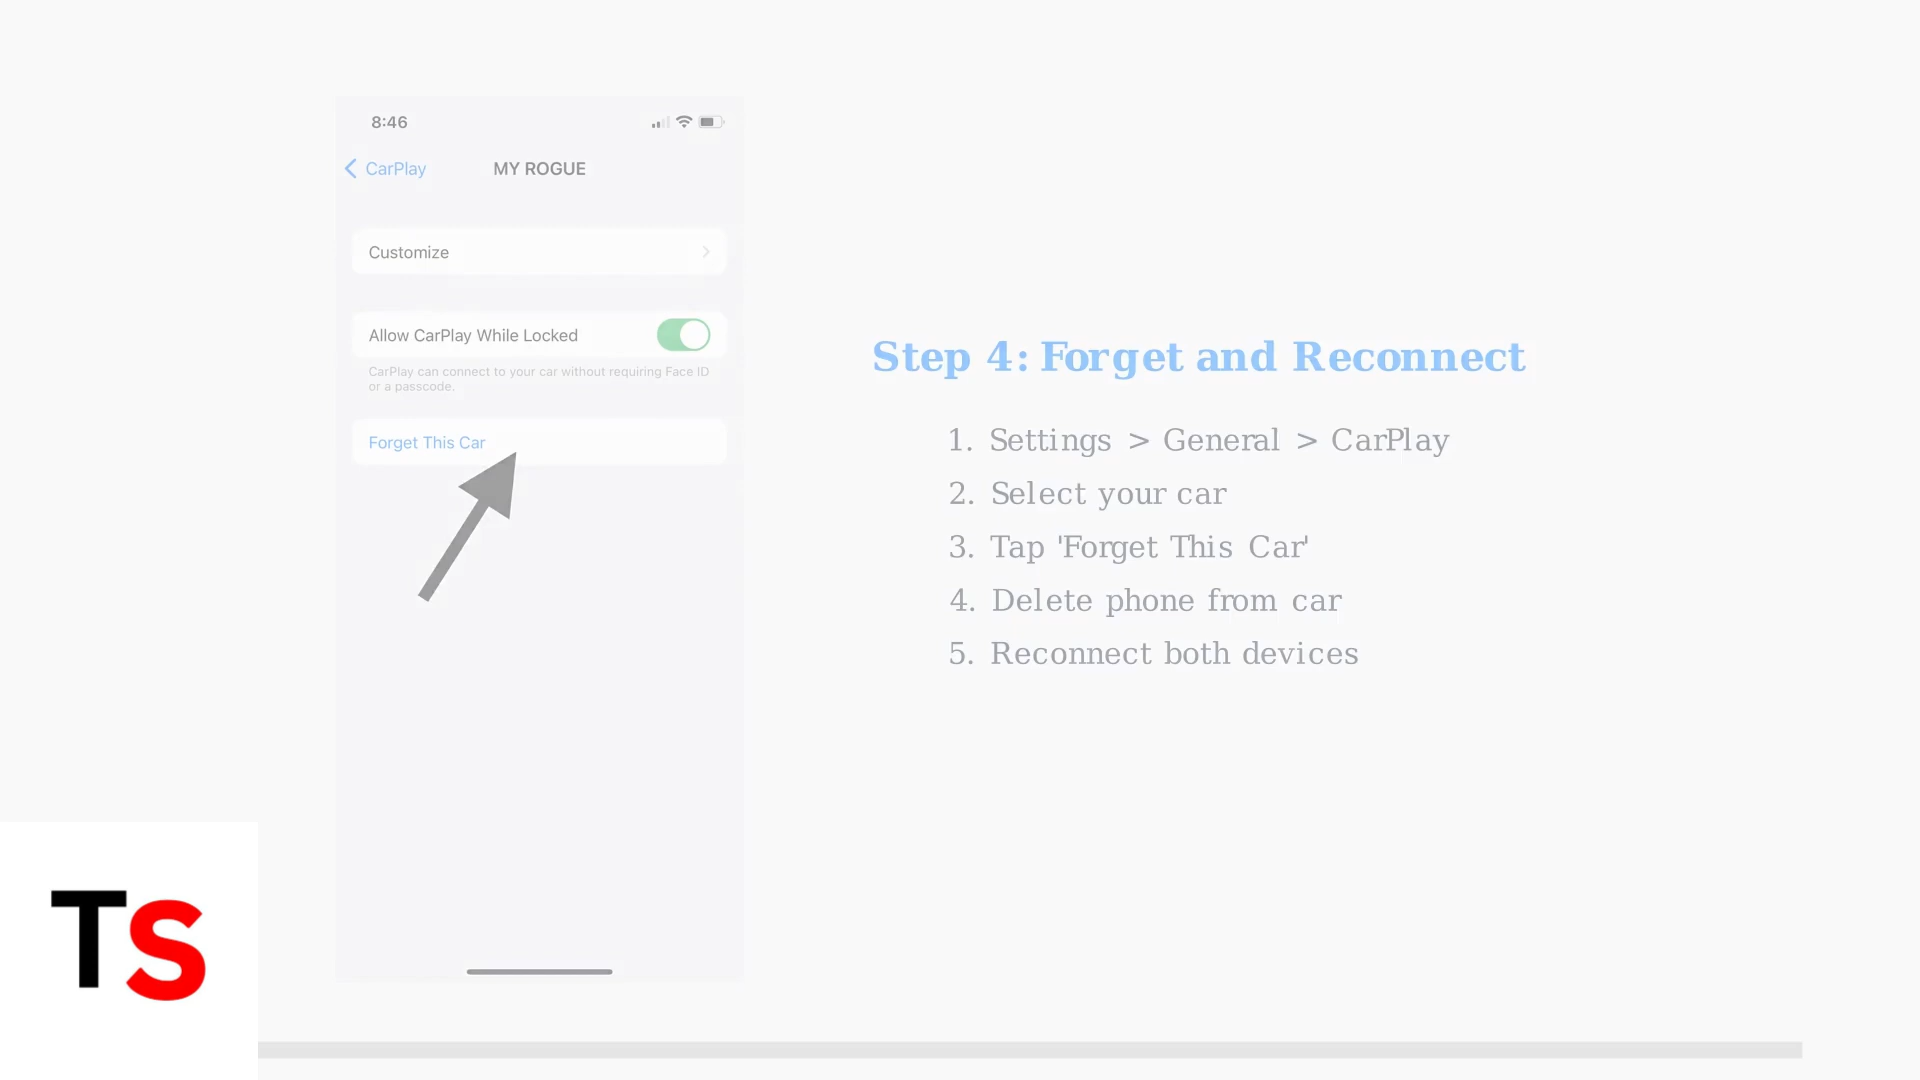 8:46
CarPlay
MY ROGUE
Customize
Allow CarPlay While Locked
CarPlay can connect to your car without requiring Face ID
or a passcode.
Forget This Car
Step 4: Forget and Reconnect
1. Settings > General > CarPlay
2. Select your car
3. Tap 'Forget This Car'
4. Delete phone from car
5. Reconnect both devices
TS